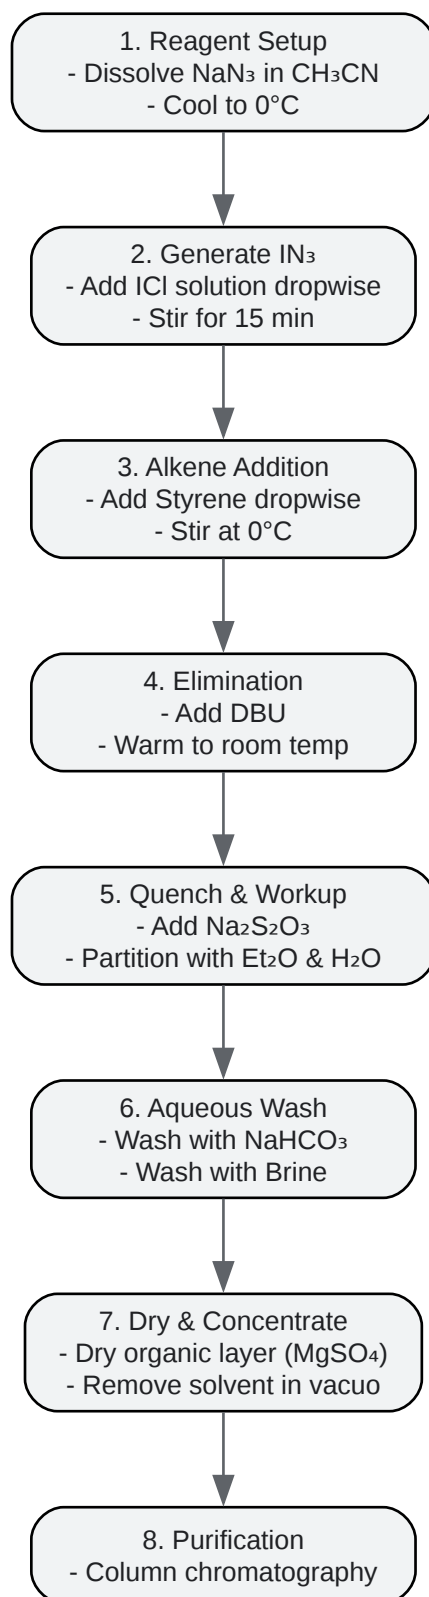 1. Reagent Setup
- Dissolve NaN₃ in CH₃CN
- Cool to 0°C
2. Generate IN₃
- Add ICl solution dropwise
- Stir for 15 min
3. Alkene Addition
- Add Styrene dropwise
- Stir at 0°C
4. Elimination
- Add DBU
- Warm to room temp
5. Quench & Workup
- Add Na₂S₂O₃
- Partition with Et₂O & H₂O
6. Aqueous Wash
- Wash with NaHCO₃
- Wash with Brine
7. Dry & Concentrate
- Dry organic layer (MgSO₄)
- Remove solvent in vacuo
8. Purification
- Column chromatography